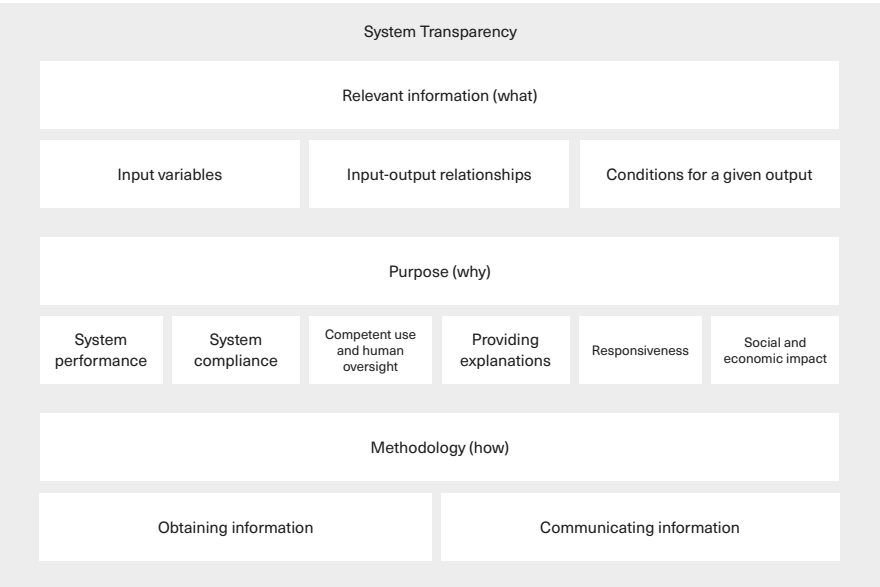 System Transparency
Relevant information (what)
Input variables
Input-output relationships
Conditions for a given output
Purpose (why)
System
performance
System
compliance
Competent use
and human
oversight
Providing
explanations
Responsiveness
Social and
economic impact
Methodology (how)
Obtaining information
Communicating information